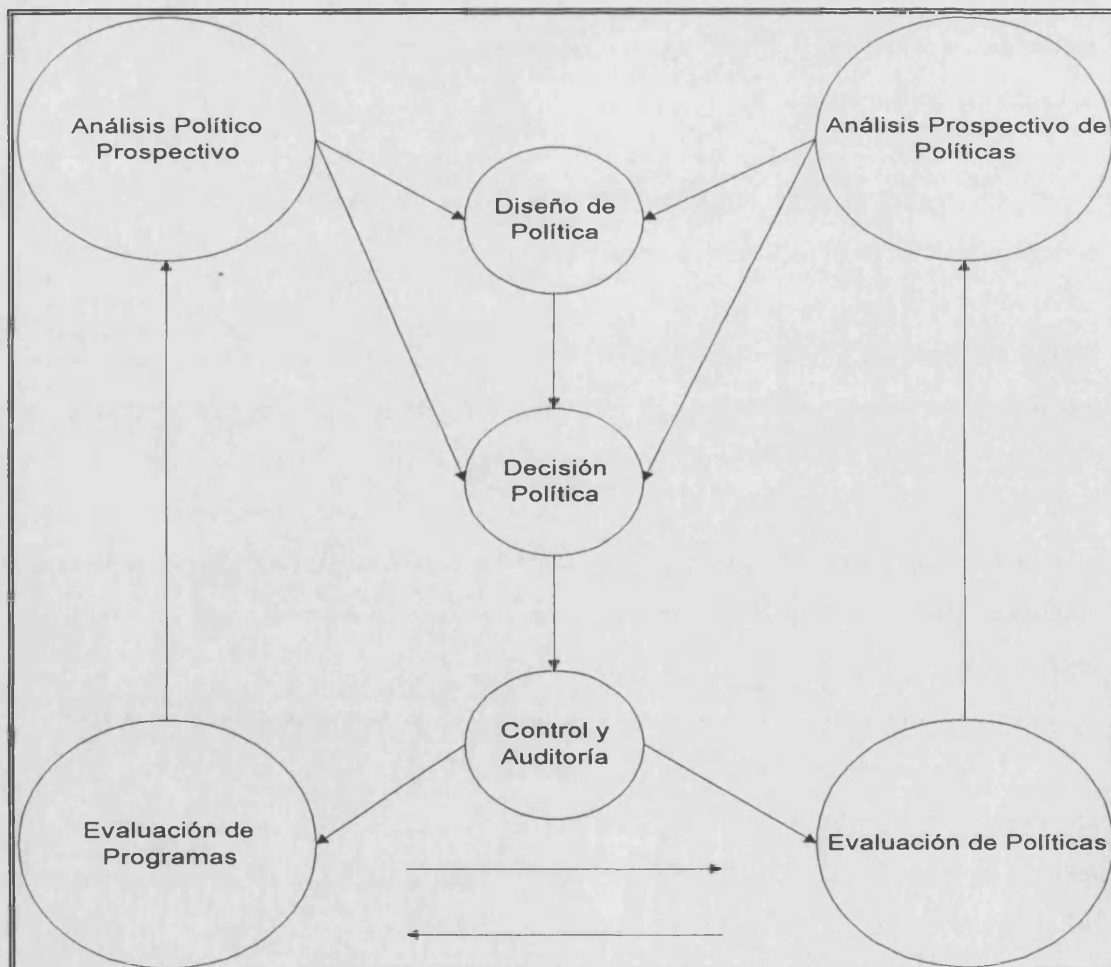 Análisis Político
Prospectivo
Análisis Prospectivo de
Políticas
Diseño de
Política
Decisión
Política
Control y
Auditoría
Evaluación de
Programas
Evaluación de Políticas